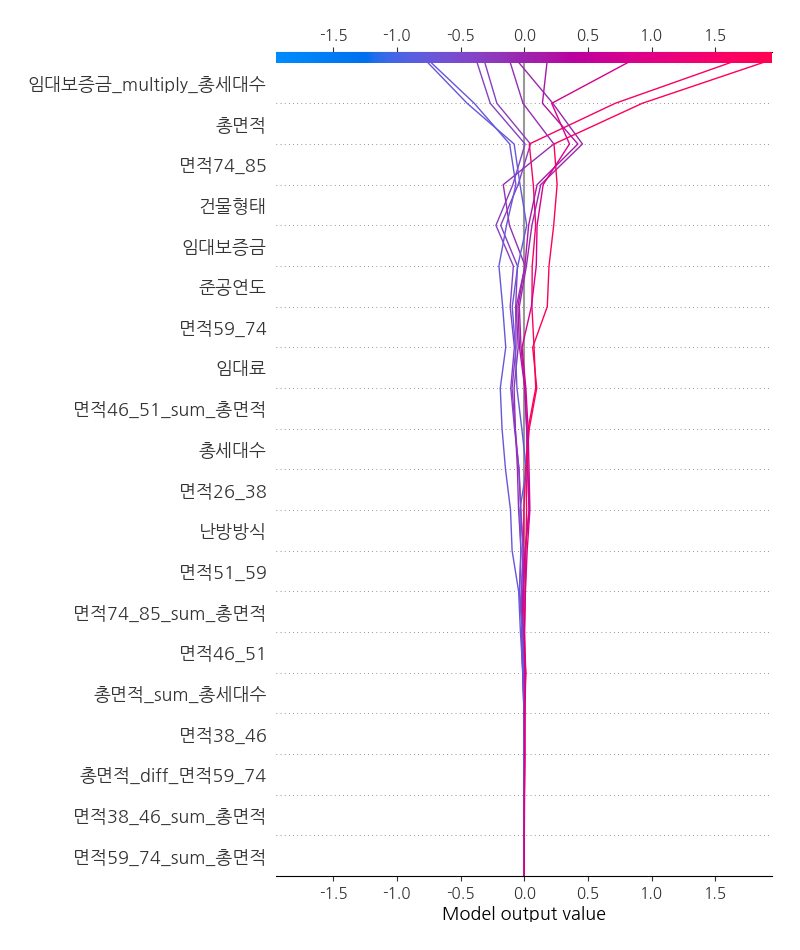 -1.5 -1.0 -0.5 0.0 0.5 1.0 1.5
임대보증금_multiply_총세대수
총면적
면적74_85
건물형태
임대보증금
준공연도
면적59_74
임대료
면적46_51_sum_총면적
총세대수
면적26_38
난방방식
면적51_59
면적74_85_sum_총면적
면적46_51
총면적_sum_총세대수
면적38_46
총면적_diff_면적59_74
면적38_46_sum_총면적
면적59_74_sum_총면적
-1.5 -1.0 -0.5 0.0 0.5 1.0 1.5
Model output value